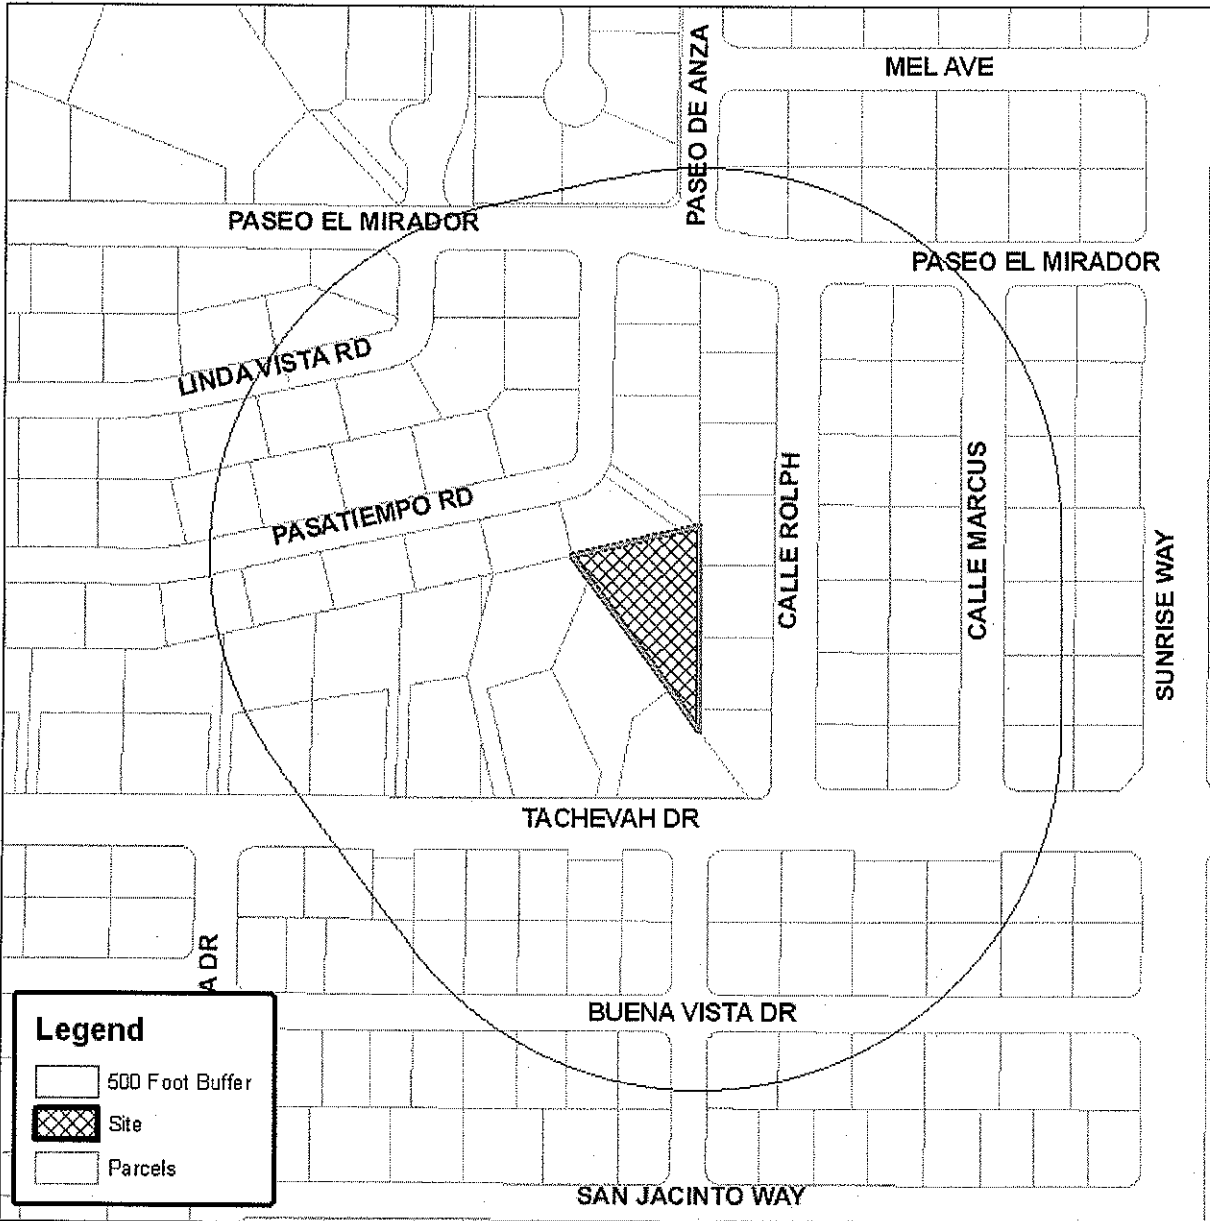 MEL AVE
PASEO DE ANZA
PASEO EL MIRADOR
PASEO EL MIRADOR
LINDA VISTA RD
PASATIEMPO RD
CALLE ROLPH
CALLE MARCUS
SUNRISE WAY
TACHEVAH DR
A DR
BUENA VISTA DR
SAN JACINTO WAY
Legend
500 Foot Buffer
Site
Parcels